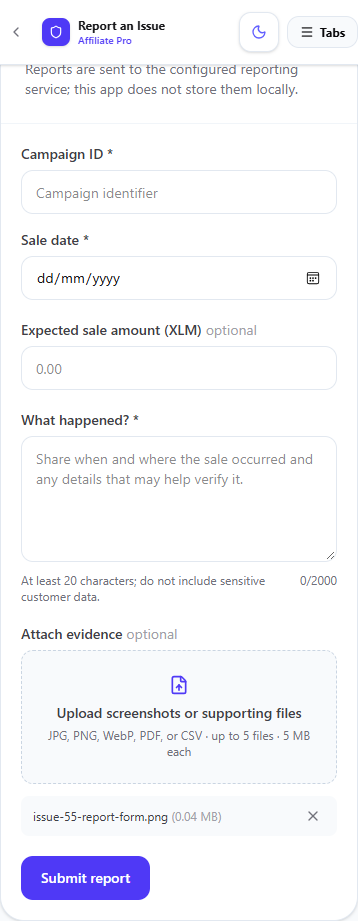 Report an Issue
Affiliate Pro
Tabs
Reports are sent to the configured reporting
service; this app does not store them locally.
Campaign ID *
Campaign identifier
Sale date *
dd/mm/yyyy
Expected sale amount (XLM) optional
0.00
What happened? *
Share when and where the sale occurred and
any details that may help verify it.
At least 20 characters; do not include sensitive
customer data.
0/2000
Attach evidence optional
Upload screenshots or supporting files
JPG, PNG, WebP, PDF, or CSV · up to 5 files · 5 MB
each
issue-55-report-form.png (0.04 MB)
Submit report